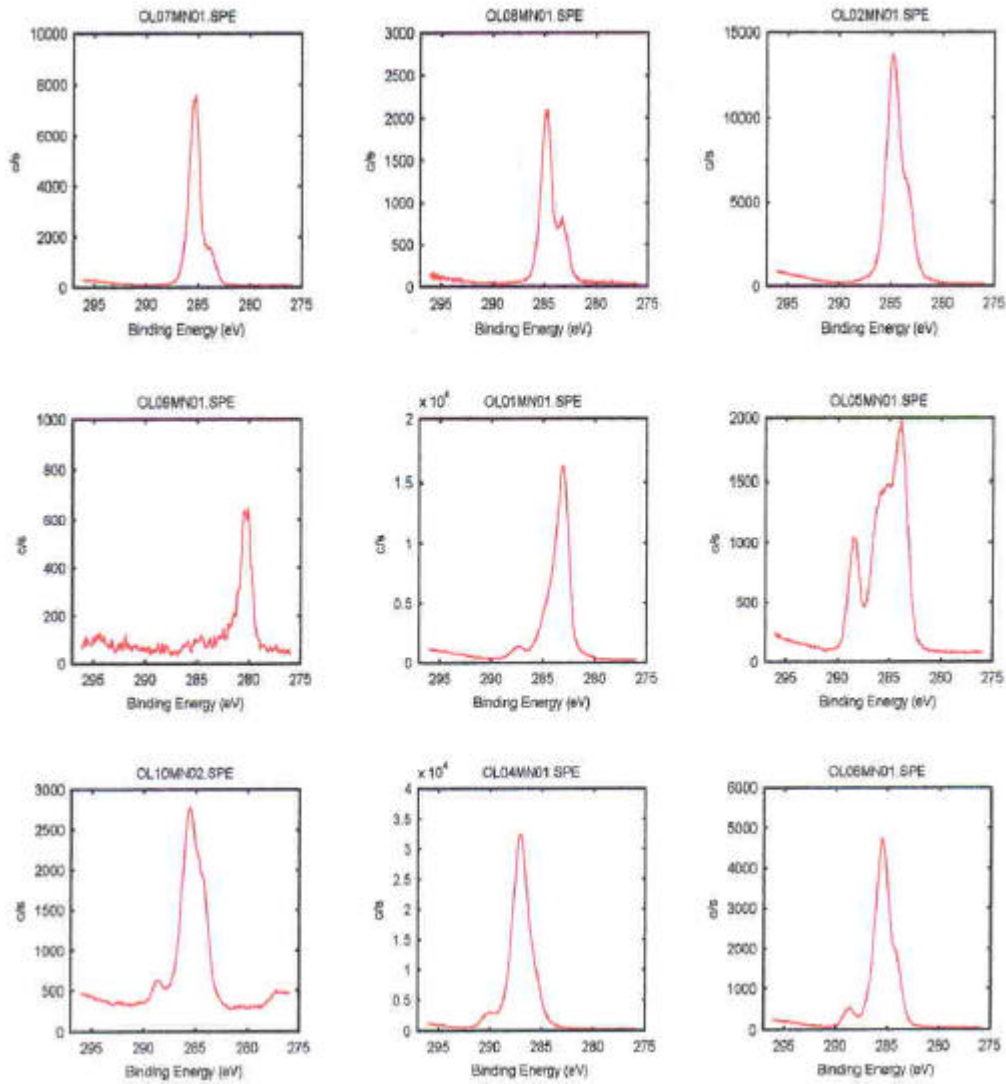 OL07MN01.SPE
10000
8000
6000
4000
2000
0
c/s
295 290 285 280 275
Binding Energy (eV)
OL08MN01.SPE
3000
2500
2000
1500
1000
500
0
c/s
295 290 285 280 275
Binding Energy (eV)
OL02MN01.SPE
15000
10000
5000
0
c/s
295 290 285 280 275
Binding Energy (eV)
OL09MN01.SPE
1000
800
600
400
200
0
c/s
295 290 285 280 275
Binding Energy (eV)
x 10⁴
OL01MN01.SPE
2
1.5
1
0.5
0
c/s
295 290 285 280 275
Binding Energy (eV)
OL05MN01.SPE
2000
1500
1000
500
0
c/s
295 290 285 280 275
Binding Energy (eV)
OL10MN02.SPE
3000
2500
2000
1500
1000
500
0
c/s
295 290 285 280 275
Binding Energy (eV)
x 10⁴
OL04MN01.SPE
4
3.5
3
2.5
2
1.5
1
0.5
0
c/s
295 290 285 280 275
Binding Energy (eV)
OL06MN01.SPE
6000
5000
4000
3000
2000
1000
0
c/s
295 290 285 280 275
Binding Energy (eV)